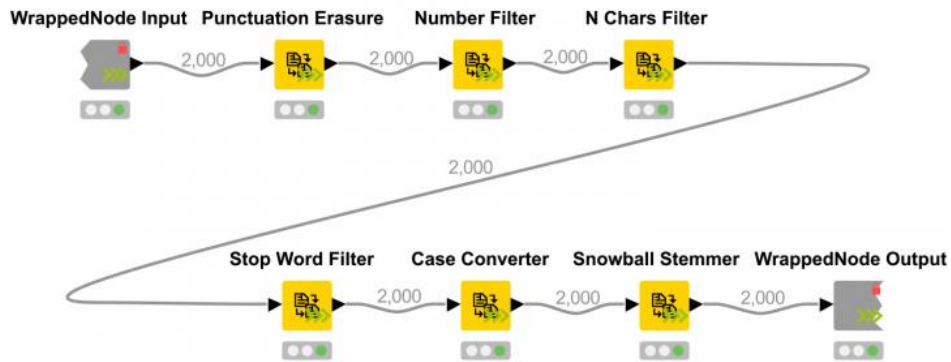 WrappedNode Input Punctuation Erasure Number Filter N Chars Filter
2,000 2,000 2,000
2,000
Stop Word Filter Case Converter Snowball Stemmer WrappedNode Output
2,000 2,000 2,000